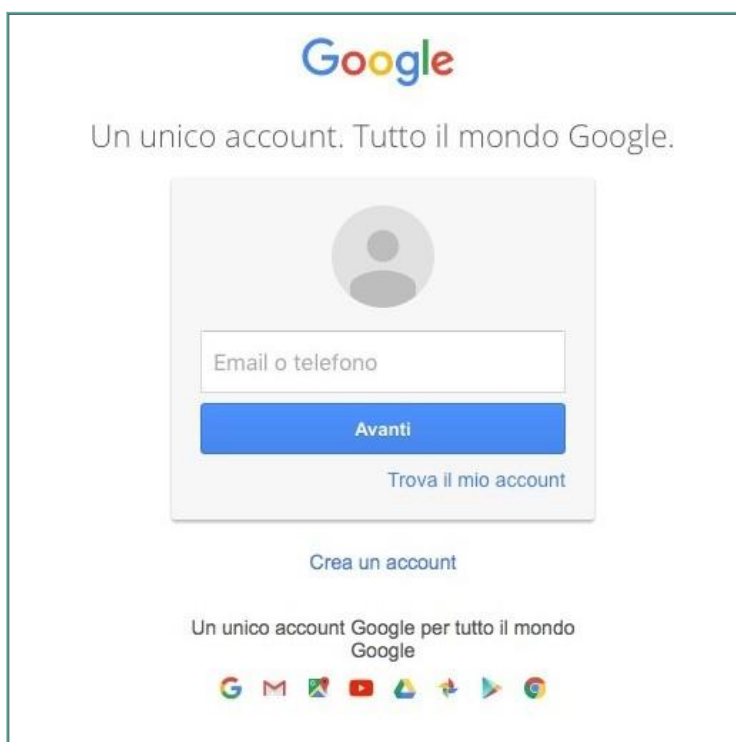 Google
Un unico account. Tutto il mondo Google.
Email o telefono
Avanti
Trova il mio account
Crea un account
Un unico account Google per tutto il mondo
Google